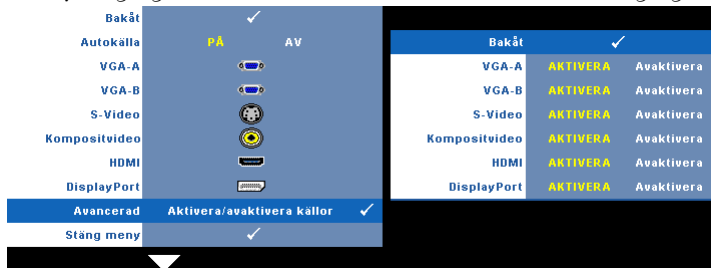 Bakåt
Autokälla PÅ AV
VGA-A
VGA-B
S-Video
Kompositvideo
HDMI
DisplayPort
Avancerad Aktivera/avaktivera källor
Stäng meny
Bakåt
VGA-A AKTIVERA Avaktivera
VGA-B AKTIVERA Avaktivera
S-Video AKTIVERA Avaktivera
Kompositvideo AKTIVERA Avaktivera
HDMI AKTIVERA Avaktivera
DisplayPort AKTIVERA Avaktivera